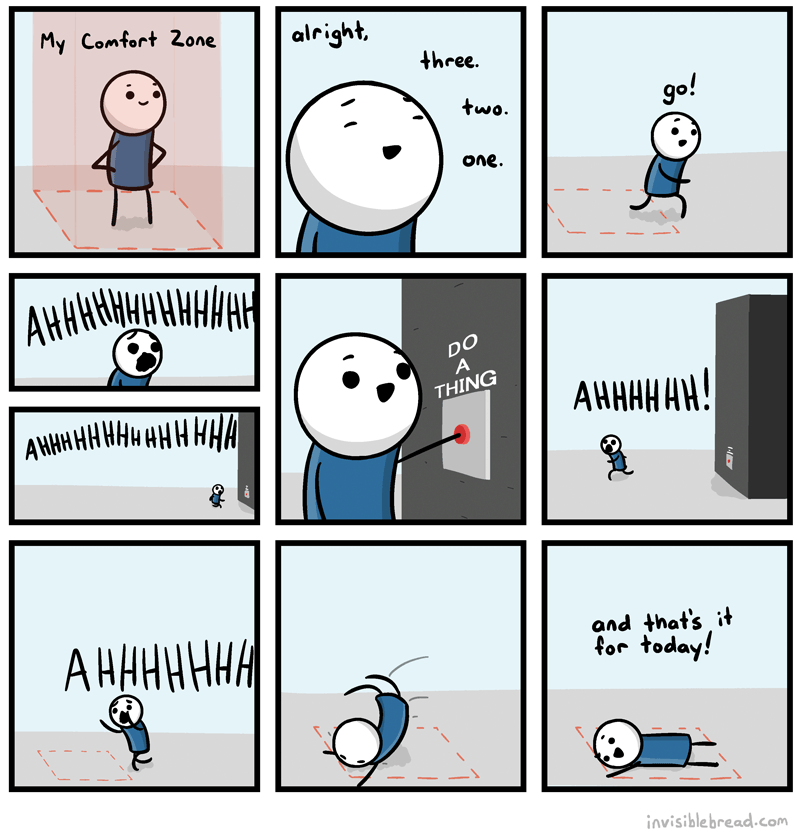 My Comfort Zone
alright,
three.
two.
one.
go!
AHHHHHHHHHHHHHH
AHHHHHHHHHHHHHH
DO
A
THING
AHHHHHH!
AHHHHHHH
and that's it
for today!
invisiblebread.com